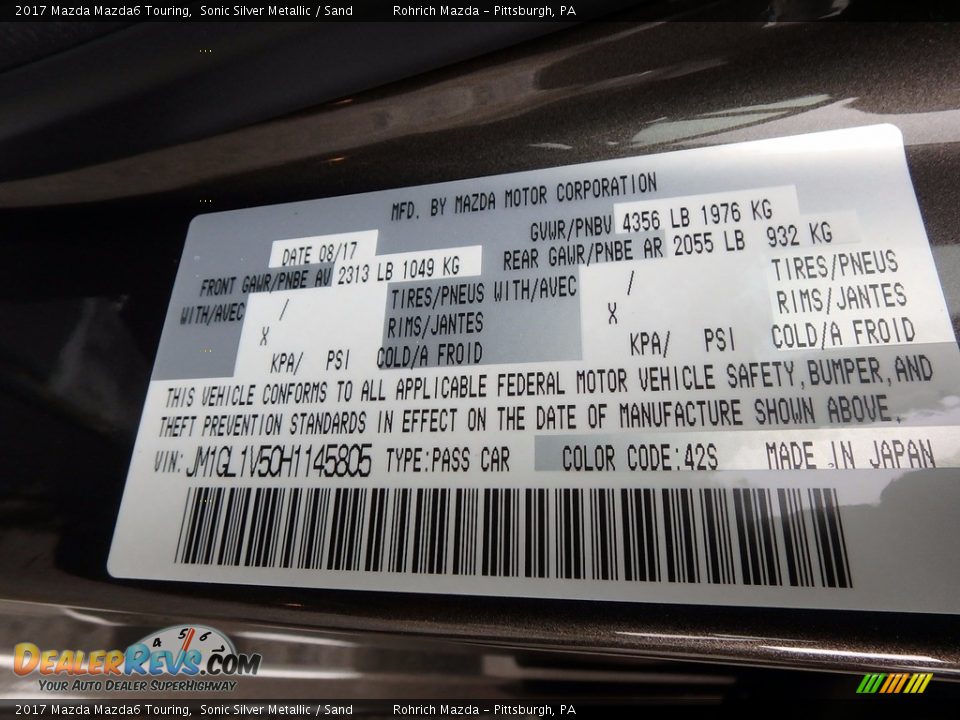 2017 Mazda Mazda6 Touring, Sonic Silver Metallic / Sand Rohrich Mazda - Pittsburgh, PA
MFD. BY MAZDA MOTOR CORPORATION
DATE 08/17 GVWR/PNBV 4356 LB 1976 KG
FRONT GAWR/PNBE AV 2313 LB 1049 KG REAR GAWR/PNBE AR 2055 LB 932 KG
WITH/AVEC / TIRES/PNEUS WITH/AVEC / TIRES/PNEUS
X RIMS/JANTES X RIMS/JANTES
KPA/ PSI COLD/A FROID KPA/ PSI COLD/A FROID
THIS VEHICLE CONFORMS TO ALL APPLICABLE FEDERAL MOTOR VEHICLE SAFETY, BUMPER, AND
THEFT PREVENTION STANDARDS IN EFFECT ON THE DATE OF MANUFACTURE SHOWN ABOVE.
VIN: JM1GL1V50H1145805 TYPE:PASS CAR COLOR CODE:42S MADE IN JAPAN
4 5 6
DEALERREVS.COM
YOUR AUTO DEALER SUPERHIGHWAY
2017 Mazda Mazda6 Touring, Sonic Silver Metallic / Sand Rohrich Mazda - Pittsburgh, PA